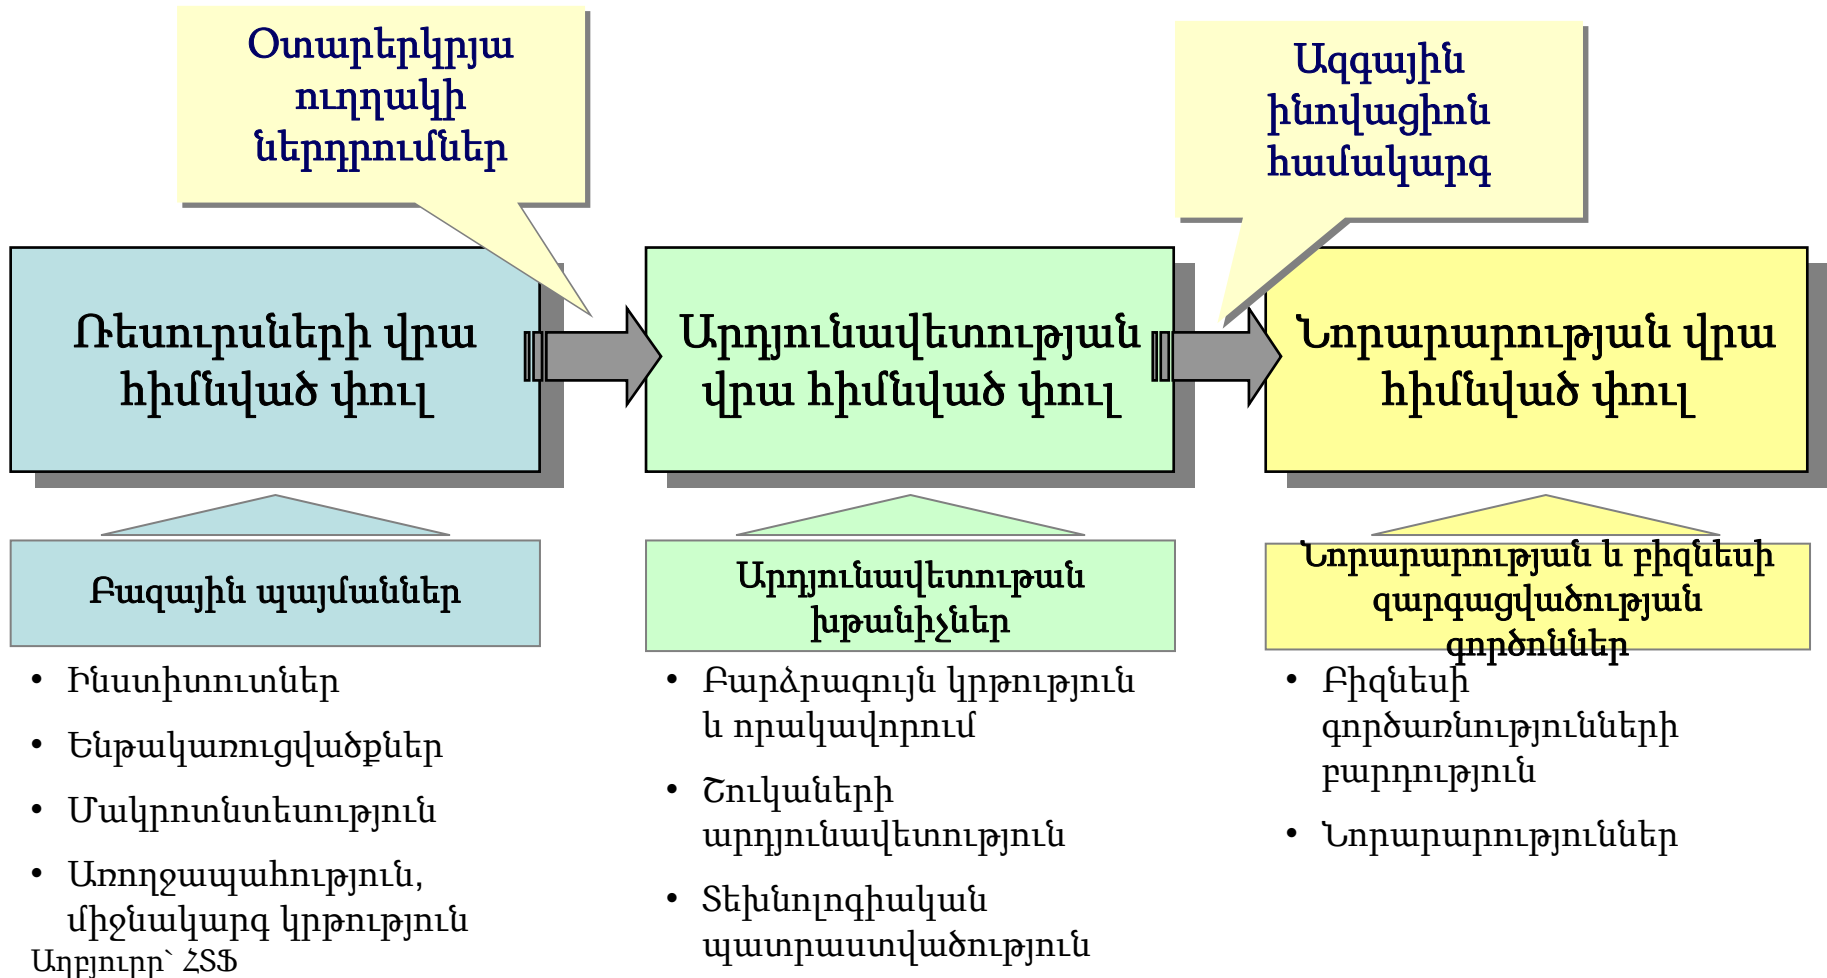 Օտարերկրյա
ուղղակի
ներդրումներ
Ազգային
ինովացիոն
համակարգ
Ռեսուրսների վրա
հիմնված փուլ
Արդյունավետության
վրա հիմնված փուլ
Նորարարության վրա
հիմնված փուլ
Բազային պայմաններ
Ինստիտուտներ
Ենթակառուցվածքներ
Մակրոտնտեսություն
Առողջապահություն,
միջնակարգ կրթություն
Արդյունավետութան
խթանիչներ
Բարձրագույն կրթություն
և որակավորում
Շուկաների
արդյունավետություն
Տեխնոլոգիական
պատրաստվածություն
Նորարարության և բիզնեսի
զարգացվածության
գործոններ
Բիզնեսի
գործառնությունների
բարդություն
Նորարարություններ
Աղբյուրը՝ ՀՏՖ